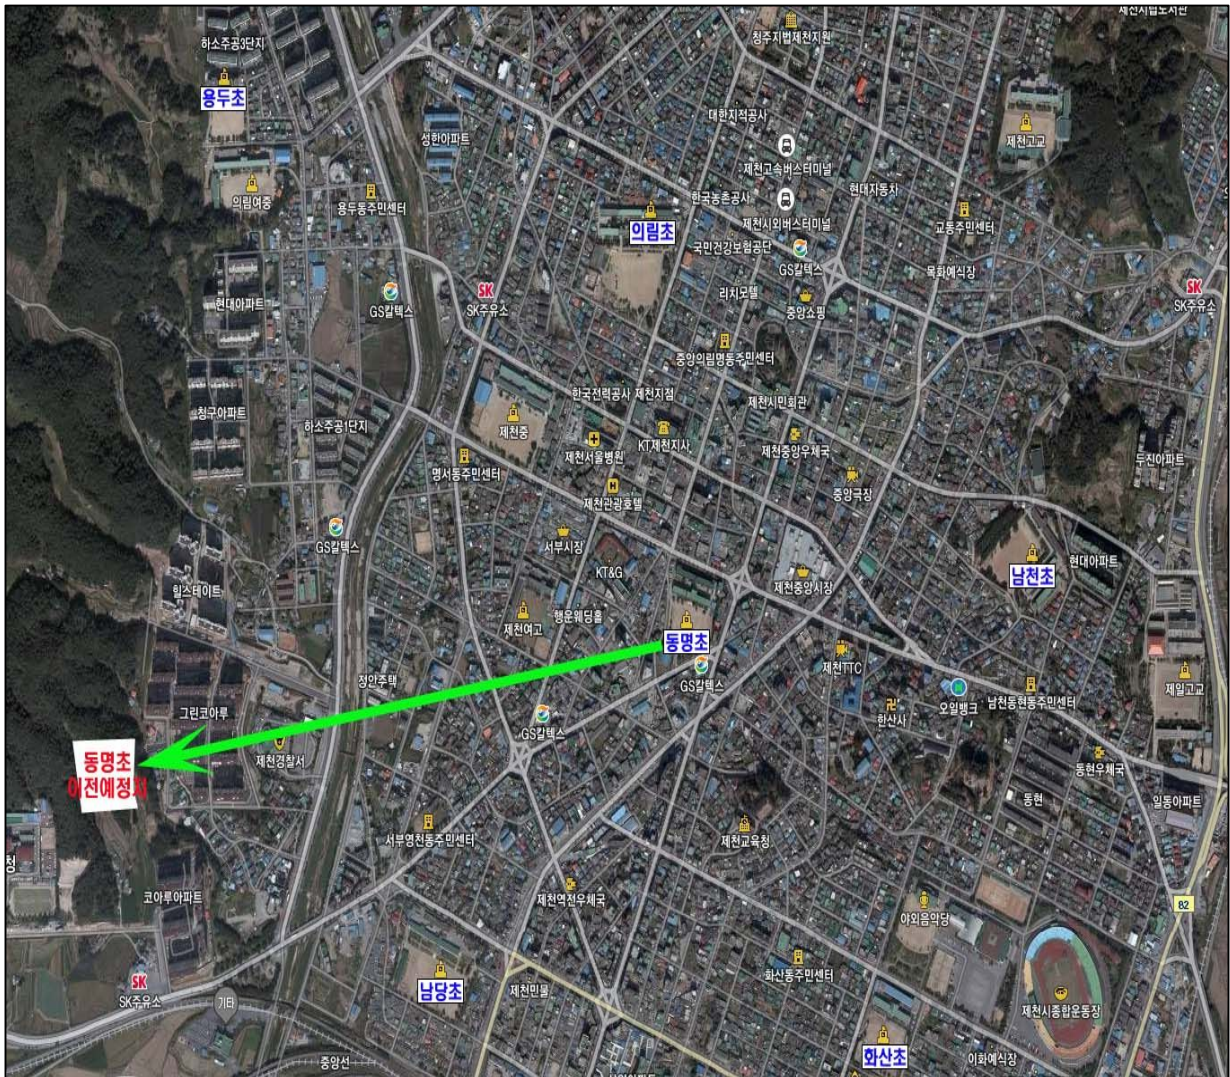 제천시립도서관
청주지법제천지원
하소주공3단지
용두초
대한지적공사
성한아파트
제천고교
제천고속버스터미널
의림여중
용두동주민센터
한국농촌공사
현대자동차
제천시외버스터미널
의림초
교동주민센터
국민건강보험공단
GS칼텍스
목화예식장
현대아파트
GS칼텍스
SK
SK주유소
리치모텔
중앙쇼핑
SK
SK주유소
중앙의림명동주민센터
한국전력공사 제천지점
제천시민회관
청구아파트
하소주공1단지
제천중
KT제천지사
제천서울병원
제천중앙우체국
두진아파트
명서동주민센터
중앙극장
제천관광호텔
GS칼텍스
서부시장
KT&G
현대아파트
남천초
힐스테이트
제천중앙시장
제천여고
행운웨딩홀
동명초
제천TTC
정안주택
GS칼텍스
제일고교
그린코아루
한산사
오일뱅크
남천동현동주민센터
GS칼텍스
제천경찰서
동명초
이전예정지
동현우체국
동현
일동아파트
서부영천동주민센터
제천교육청
청
코아루아파트
제천역전우체국
82
야외음악당
화산동주민센터
SK
SK주유소
남당초
제천민물
기타
제천시종합운동장
화산초
이화예식장
중앙선